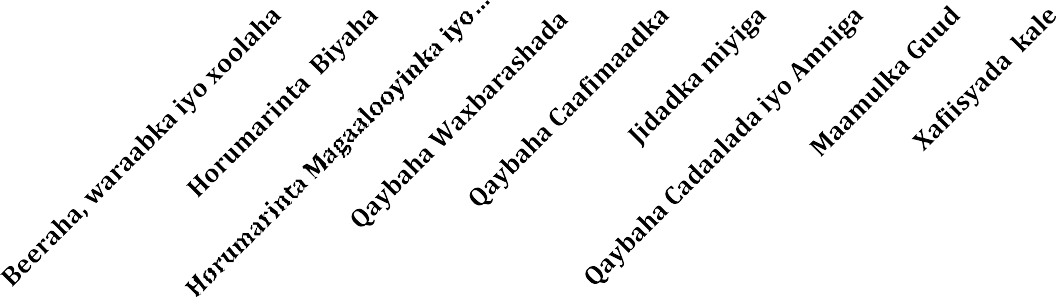 Beeraha, waraabka iyo xoolaha
Horumarinta Biyaha
Horumarinta Magaalooyinka iyo...
Qaybaha Waxbarashada
Qaybaha Caafimaadka
Jidadka miyiga
Qaybaha Cadaalada iyo Amniga
Maamulka Guud
Xafiisyada kale